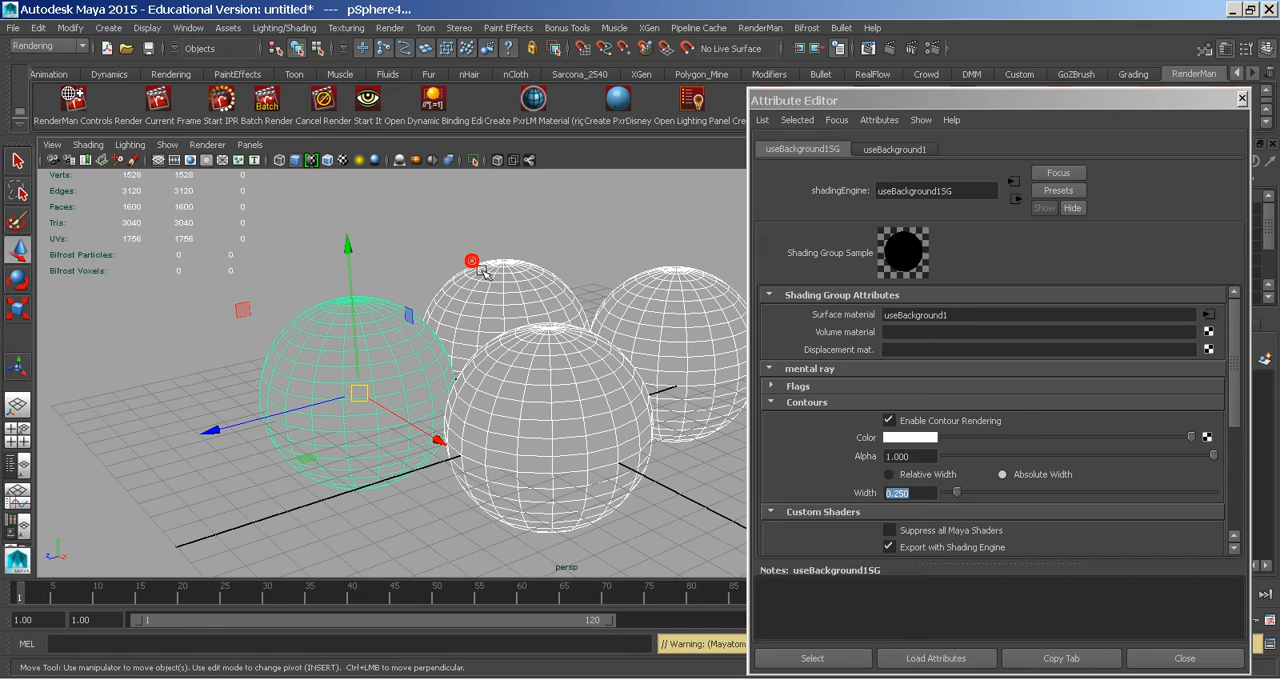 Autodesk Maya 2015 - Educational Version: untitled* --- pSphere4...
File Edit Modify Create Display Window Assets Lighting/Shading Texturing Render Toon Stereo Paint Effects Bonus Tools Muscle XGen Pipeline Cache RenderMan Bifrost Bullet Help
Rendering Objects No Live Surface
Animation Dynamics Rendering PaintEffects Toon Muscle Fluids Fur nHair nCloth Sarcona_2540 XGen Polygon_Mine Modifiers Bullet RealFlow Crowd DMM Custom GoZBrush Grading RenderMan
RenderMan Controls Render Current Frame Start IPR Batch Render Cancel Render Start It Open Dynamic Binding Edi Create PxrLM Material (rig Create PxrDisney Open Lighting Panel Crea
Attribute Editor
List Selected Focus Attributes Show Help
View Shading Lighting Show Renderer Panels
useBackground1SG useBackground1
Verts: 1528 1528 0
Edges: 3120 3120 0
Faces: 1600 1600 0
Tris: 3040 3040 0
UVs: 1756 1756 0
Bifrost Particles: 0 0
Bifrost Voxels: 0 0
Focus
shadingEngine: useBackground1SG Presets
Show Hide
Shading Group Sample
Shading Group Attributes
Surface material useBackground1
Volume material
Displacement mat.
mental ray
Flags
Contours
Enable Contour Rendering
Color
Alpha 1.000
Relative Width Absolute Width
Width 0.250
Custom Shaders
Suppress all Maya Shaders
Export with Shading Engine
Notes: useBackground1SG
persp
1 5 10 15 20 25 30 35 40 45 50 55 60 65 70 75 80 85
1.00 1.00 1 120
MEL // Warning: (Mayatom
Select Load Attributes Copy Tab Close
Move Tool: Use manipulator to move object(s). Use edit mode to change pivot (INSERT). Ctrl+LMB to move perpendicular.